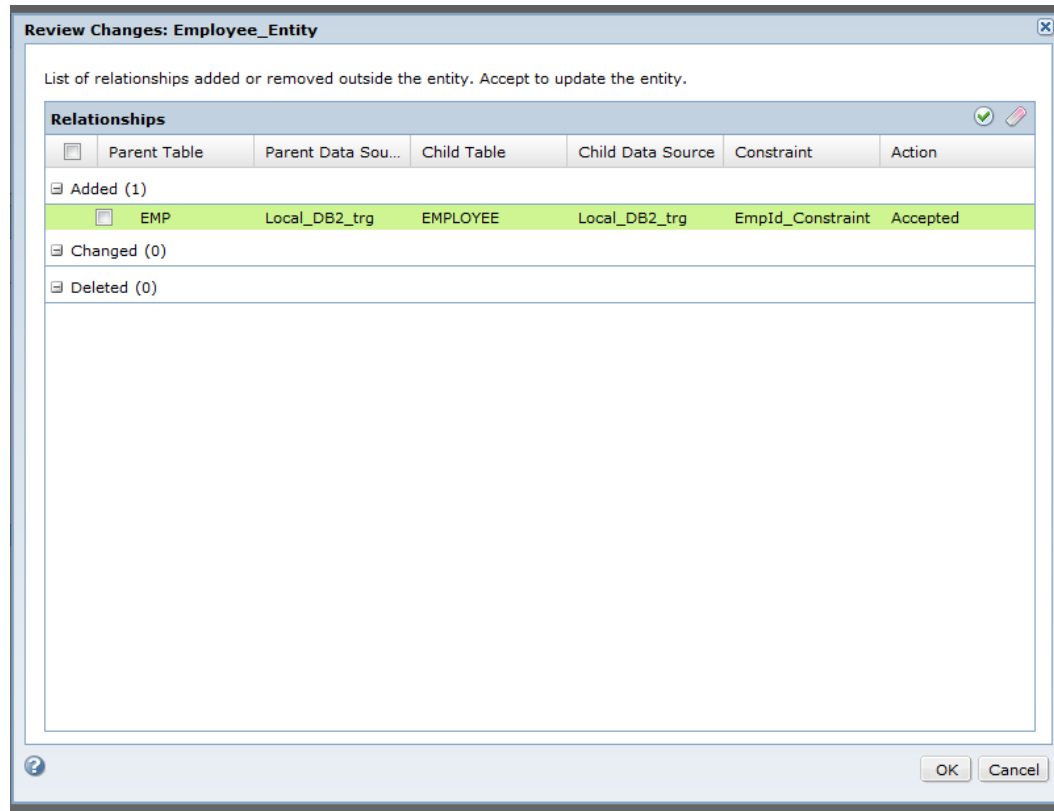 Review Changes: Employee_Entity
List of relationships added or removed outside the entity. Accept to update the entity.
Relationships
Parent Table Parent Data Sou... Child Table Child Data Source Constraint Action
Added (1)
EMP Local_DB2_trg EMPLOYEE Local_DB2_trg EmpId_Constraint Accepted
Changed (0)
Deleted (0)
OK Cancel